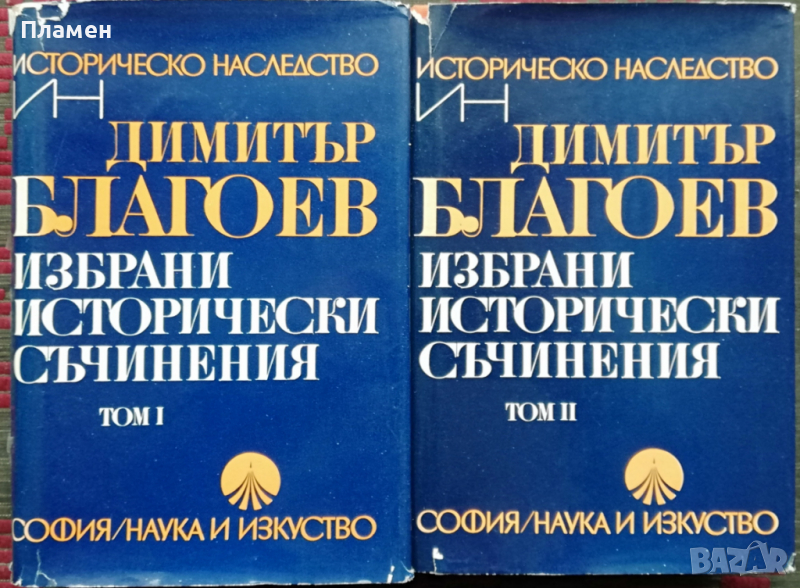 Пламен
ИСТОРИЧЕСКО НАСЛЕДСТВО
ИН
ДИМИТЪР
БЛАГОЕВ
ИЗБРАНИ
ИСТОРИЧЕСКИ
СЪЧИНЕНИЯ
ТОМ I
СОФИЯ/НАУКА И ИЗКУСТВО
ИСТОРИЧЕСКО НАСЛЕДСТВО
ИН
ДИМИТЪР
БЛАГОЕВ
ИЗБРАНИ
ИСТОРИЧЕСКИ
СЪЧИНЕНИЯ
ТОМ II
СОФИЯ/НАУКА И ИЗКУСТВО
BAZAR